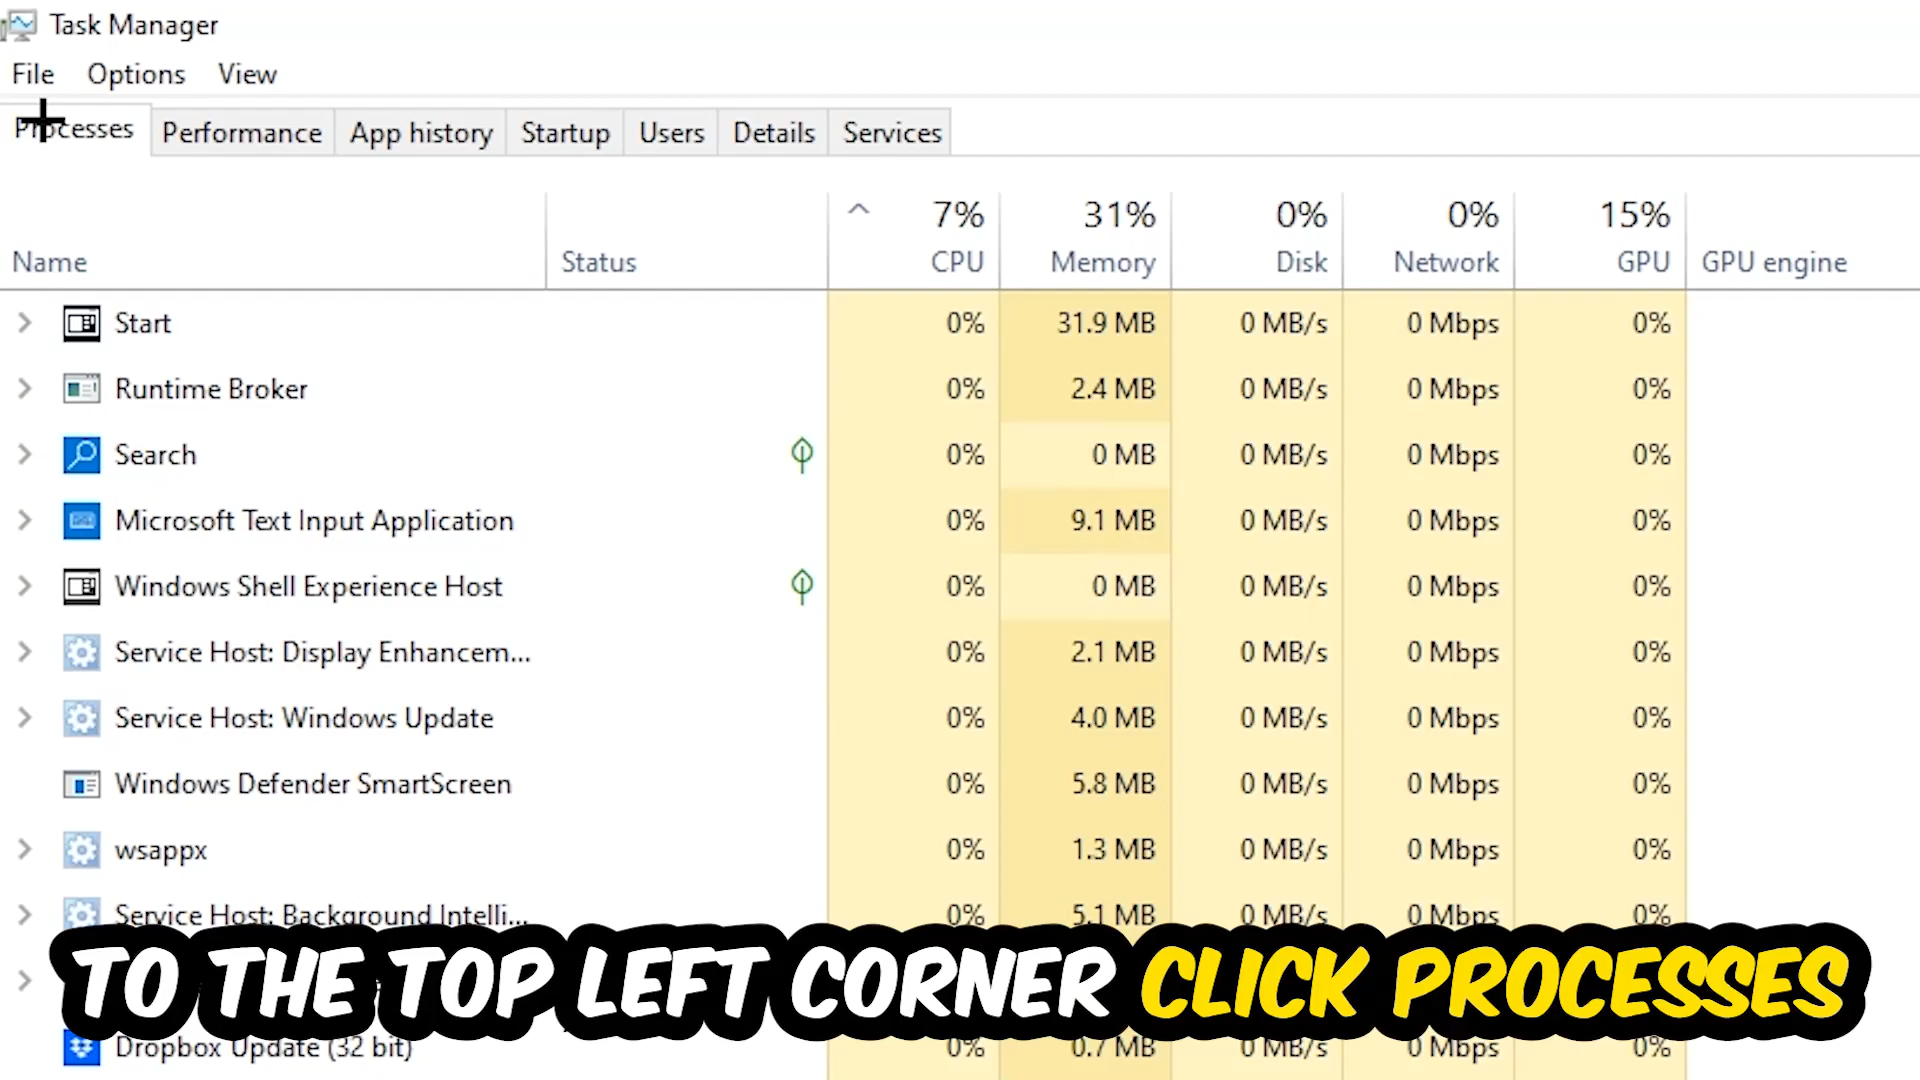 Task Manager
File Options View
Processes Performance App history Startup Users Details Services
7% 31% 0% 0% 15%
Name Status CPU Memory Disk Network GPU GPU engine
Start 0% 31.9 MB 0 MB/s 0 Mbps 0%
Runtime Broker 0% 2.4 MB 0 MB/s 0 Mbps 0%
Search 0% 0 MB 0 MB/s 0 Mbps 0%
Microsoft Text Input Application 0% 9.1 MB 0 MB/s 0 Mbps 0%
Windows Shell Experience Host 0% 0 MB 0 MB/s 0 Mbps 0%
Service Host: Display Enhancem... 0% 2.1 MB 0 MB/s 0 Mbps 0%
Service Host: Windows Update 0% 4.0 MB 0 MB/s 0 Mbps 0%
Windows Defender SmartScreen 0% 5.8 MB 0 MB/s 0 Mbps 0%
wsappx 0% 1.3 MB 0 MB/s 0 Mbps 0%
Service Host: Background Intelli... 0% 5.1 MB 0 MB/s 0 Mbps 0%
TO THE TOP LEFT CORNER CLICK PROCESSES
Dropbox Update (32 bit) 0% 0.7 MB 0 MB/s 0 Mbps 0%